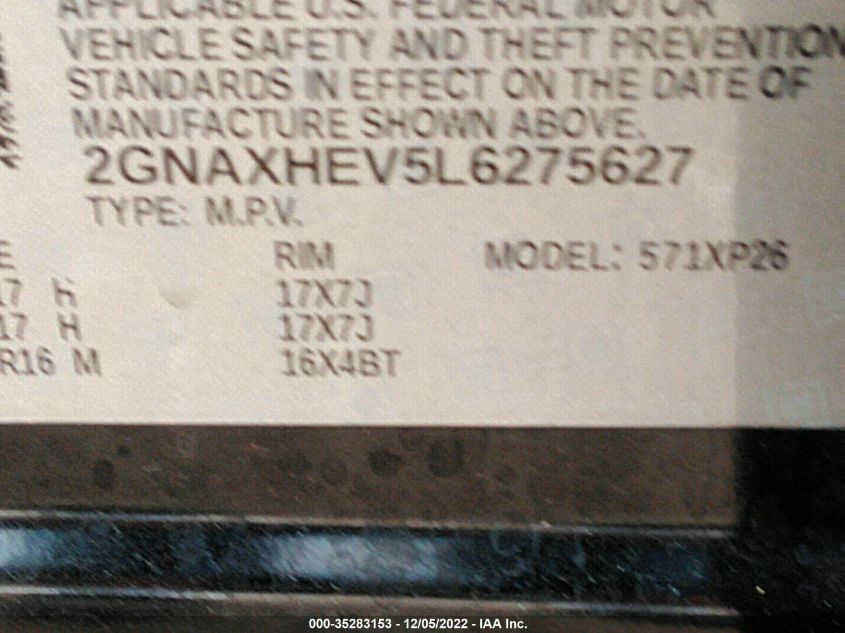 APPLICABLE U.S. FEDERAL MOTOR
VEHICLE SAFETY AND THEFT PREVENTION
STANDARDS IN EFFECT ON THE DATE OF
MANUFACTURE SHOWN ABOVE.
2GNAXHEV5L6275627
TYPE: M.P.V.
E RIM MODEL: 571XP26
17 H 17X7J
17 H 17X7J
R16 M 16X4BT
000-35283153 - 12/05/2022 - IAA Inc.